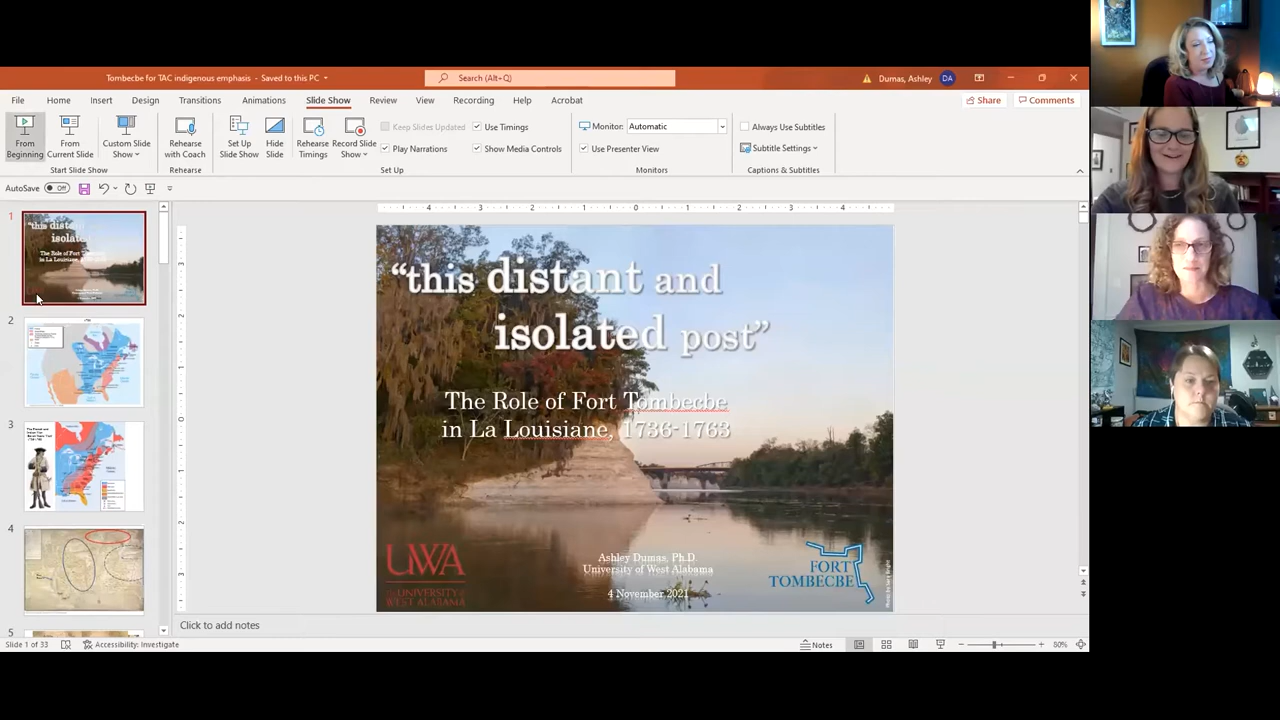 Tombecbe for TAC indigenous emphasis - Saved to this PC
Search (Alt+Q)
Dumas, Ashley
DA
File Home Insert Design Transitions Animations Slide Show Review View Recording Help Acrobat
Share Comments
From Beginning
From Current Slide
Custom Slide Show
Rehearse with Coach
Set Up Slide Show
Hide Slide
Rehearse Timings
Record Slide Show
Keep Slides Updated
Play Narrations
Use Timings
Show Media Controls
Monitor: Automatic
Use Presenter View
Always Use Subtitles
Subtitle Settings
Start Slide Show
Rehearse
Set Up
Monitors
Captions & Subtitles
AutoSave Off
1
2
3
4
5
“this distant and
isolated post”
The Role of Fort Tombecbe
in La Louisiane, 1736-1763
UWA
THE UNIVERSITY of
WEST ALABAMA
Ashley Dumas, Ph.D.
University of West Alabama
4 November 2021
FORT
TOMBECBE
Click to add notes
Slide 1 of 33
Accessibility: Investigate
Notes
80%